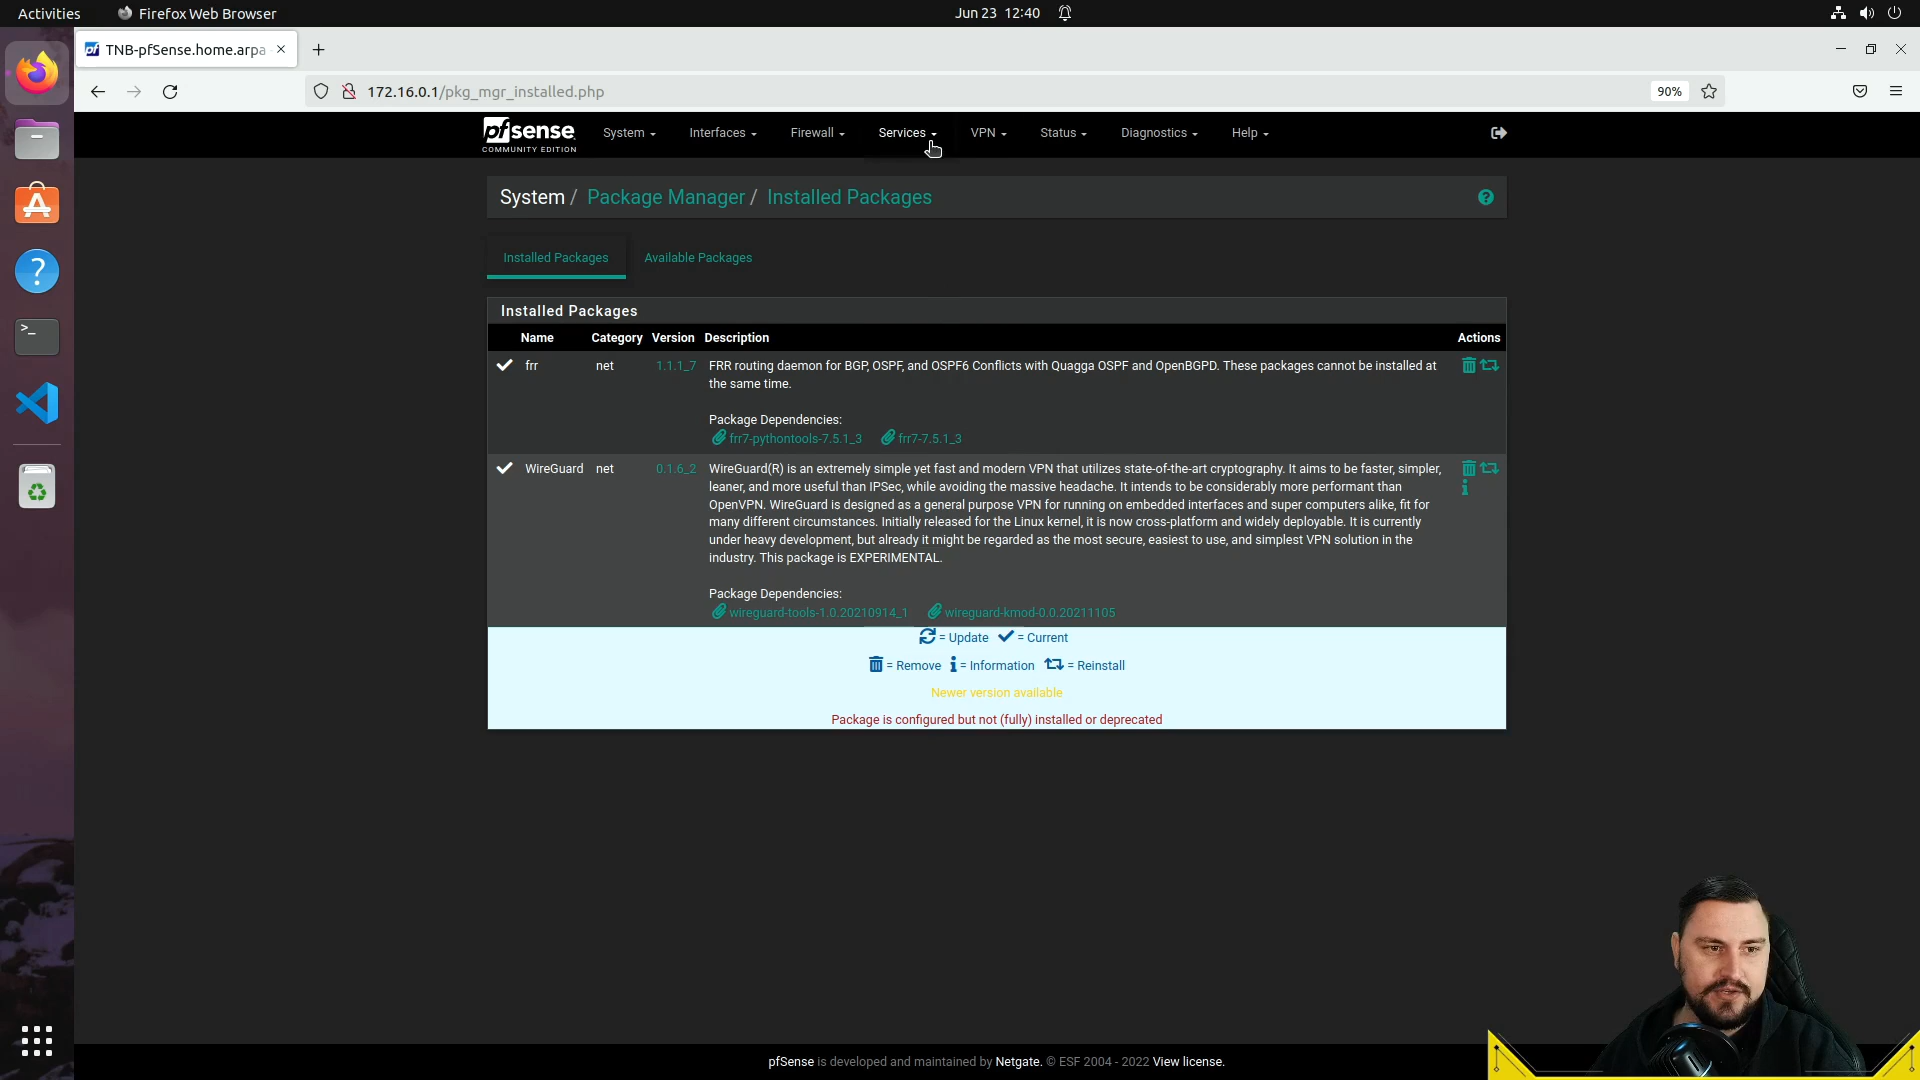 Activities Firefox Web Browser Jun 23 12:40
TNB-pfSense.home.arpa
172.16.0.1/pkg_mgr_installed.php 90%
pfsense System Interfaces Firewall Services VPN Status Diagnostics Help
COMMUNITY EDITION
System / Package Manager / Installed Packages
Installed Packages Available Packages
Installed Packages
Name Category Version Description Actions
frr net 1.1.1_7 FRR routing daemon for BGP, OSPF, and OSPF6 Conflicts with Quagga OSPF and OpenBGPD. These packages cannot be installed at
the same time.
Package Dependencies:
frr7-pythontools-7.5.1_3 frr7-7.5.1_3
WireGuard net 0.1.6_2 WireGuard(R) is an extremely simple yet fast and modern VPN that utilizes state-of-the-art cryptography. It aims to be faster, simpler,
leaner, and more useful than IPSec, while avoiding the massive headache. It intends to be considerably more performant than
OpenVPN. WireGuard is designed as a general purpose VPN for running on embedded interfaces and super computers alike, fit for
many different circumstances. Initially released for the Linux kernel, it is now cross-platform and widely deployable. It is currently
under heavy development, but already it might be regarded as the most secure, easiest to use, and simplest VPN solution in the
industry. This package is EXPERIMENTAL.
Package Dependencies:
wireguard-tools-1.0.20210914_1 wireguard-kmod-0.0.20211105
= Update = Current
= Remove = Information = Reinstall
Newer version available
Package is configured but not (fully) installed or deprecated
pfSense is developed and maintained by Netgate. © ESF 2004 - 2022 View license.